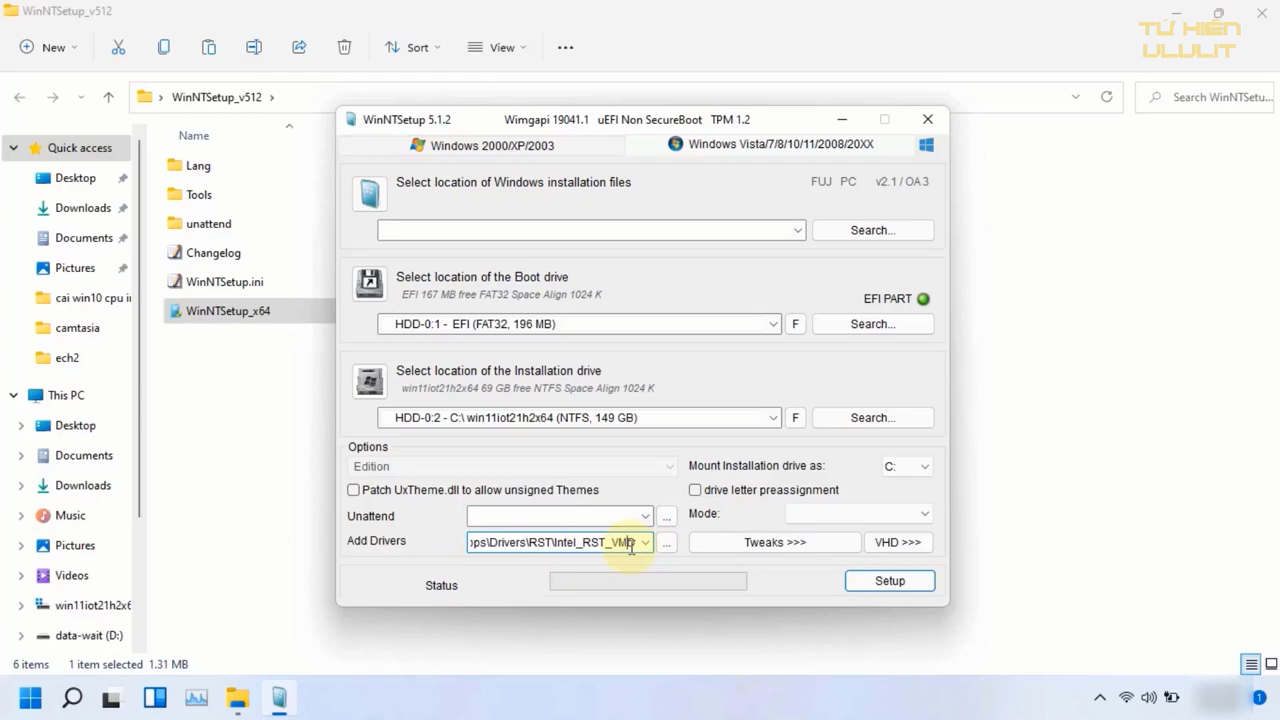 WinNTSetup_v512
TỨ HIỀN
ULULIT
New
Sort
View
WinNTSetup_v512
Search WinNTSetu...
Quick access
Desktop
Downloads
Documents
Pictures
cai win10 cpu i
camtasia
ech2
This PC
Desktop
Documents
Downloads
Music
Pictures
Videos
win11iot21h2x6
data-wait (D:)
Name
Lang
Tools
unattend
Changelog
WinNTSetup.ini
WinNTSetup_x64
WinNTSetup 5.1.2 Wimgapi 19041.1 uEFI Non SecureBoot TPM 1.2
Windows 2000/XP/2003
Windows Vista/7/8/10/11/2008/20XX
Select location of Windows installation files
FUJ PC v2.1 / OA3
Search...
Select location of the Boot drive
EFI 167 MB free FAT32 Space Align 1024 K
EFI PART
HDD-0:1 - EFI (FAT32, 196 MB)
F
Search...
Select location of the Installation drive
win11iot21h2x64 69 GB free NTFS Space Align 1024 K
HDD-0:2 - C:\ win11iot21h2x64 (NTFS, 149 GB)
F
Search...
Options
Edition
Mount Installation drive as:
C:
Patch UxTheme.dll to allow unsigned Themes
drive letter preassignment
Unattend
...
Mode:
Add Drivers
ps\Drivers\RST\Intel_RST_VMD
...
Tweaks >>>
VHD >>>
Status
Setup
6 items
1 item selected 1.31 MB
1